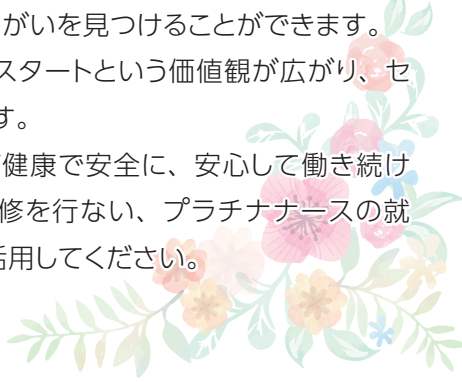 がいを見つけることができます。
スタートという価値観が広がり、セ
す。
健康で安全に、安心して働き続け
修を行ない、プラチナナースの就
活用してください。